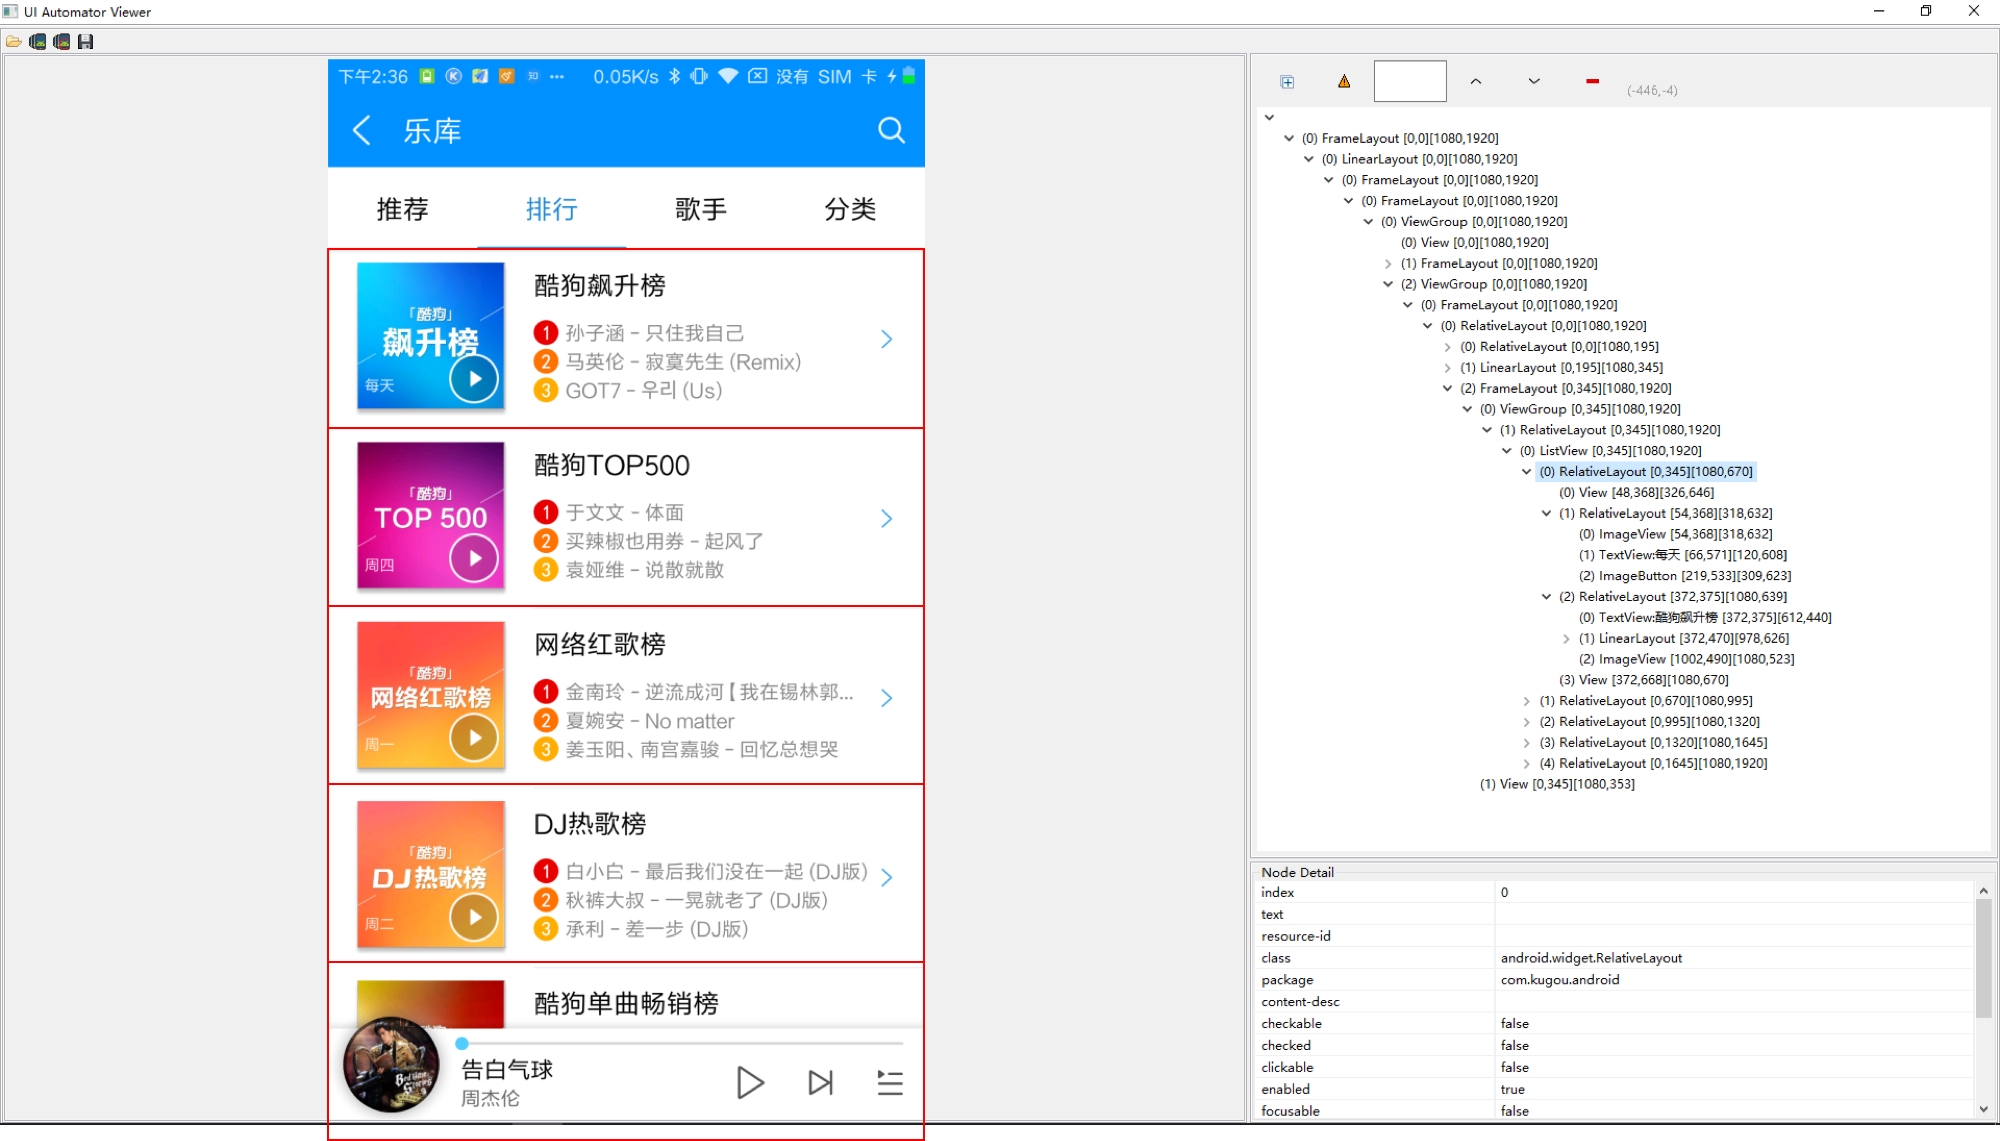 UI Automator Viewer
下午2:36 K 知 ··· 0.05K/s 没有 SIM 卡
乐库
推荐 排行 歌手 分类
「酷狗」
飙升榜
每天
酷狗飙升榜
1 孙子涵 - 只住我自己
2 马英伦 - 寂寞先生 (Remix)
3 GOT7 - 우리 (Us)
「酷狗」
TOP 500
周四
酷狗TOP500
1 于文文 - 体面
2 买辣椒也用券 - 起风了
3 袁娅维 - 说散就散
「酷狗」
网络红歌榜
周一
网络红歌榜
1 金南玲 - 逆流成河【我在锡林郭...
2 夏婉安 - No matter
3 姜玉阳、南宫嘉骏 - 回忆总想哭
「酷狗」
DJ热歌榜
周二
DJ热歌榜
1 白小白 - 最后我们没在一起 (DJ版)
2 秋裤大叔 - 一晃就老了 (DJ版)
3 承利 - 差一步 (DJ版)
酷狗单曲畅销榜
告白气球
周杰伦
(-446,-4)
(0) FrameLayout [0,0][1080,1920]
(0) LinearLayout [0,0][1080,1920]
(0) FrameLayout [0,0][1080,1920]
(0) FrameLayout [0,0][1080,1920]
(0) ViewGroup [0,0][1080,1920]
(0) View [0,0][1080,1920]
(1) FrameLayout [0,0][1080,1920]
(2) ViewGroup [0,0][1080,1920]
(0) FrameLayout [0,0][1080,1920]
(0) RelativeLayout [0,0][1080,1920]
(0) RelativeLayout [0,0][1080,195]
(1) LinearLayout [0,195][1080,345]
(2) FrameLayout [0,345][1080,1920]
(0) ViewGroup [0,345][1080,1920]
(1) RelativeLayout [0,345][1080,1920]
(0) ListView [0,345][1080,1920]
(0) RelativeLayout [0,345][1080,670]
(0) View [48,368][326,646]
(1) RelativeLayout [54,368][318,632]
(0) ImageView [54,368][318,632]
(1) TextView:每天 [66,571][120,608]
(2) ImageButton [219,533][309,623]
(2) RelativeLayout [372,375][1080,639]
(0) TextView:酷狗飙升榜 [372,375][612,440]
(1) LinearLayout [372,470][978,626]
(2) ImageView [1002,490][1080,523]
(3) View [372,668][1080,670]
(1) RelativeLayout [0,670][1080,995]
(2) RelativeLayout [0,995][1080,1320]
(3) RelativeLayout [0,1320][1080,1645]
(4) RelativeLayout [0,1645][1080,1920]
(1) View [0,345][1080,353]
Node Detail
index 0
text
resource-id
class android.widget.RelativeLayout
package com.kugou.android
content-desc
checkable false
checked false
clickable false
enabled true
focusable false